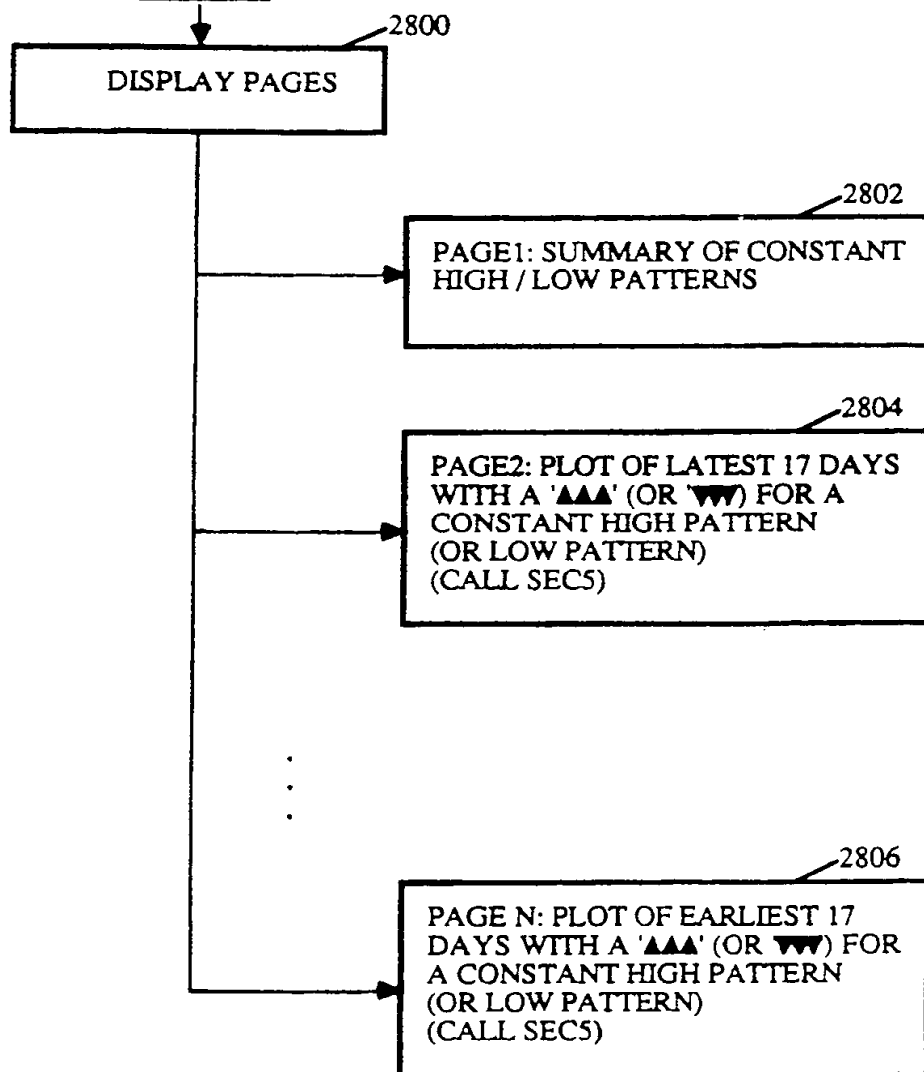 2800
DISPLAY PAGES
2802
PAGE1: SUMMARY OF CONSTANT
HIGH / LOW PATTERNS
2804
PAGE2: PLOT OF LATEST 17 DAYS
WITH A '▲▲▲' (OR '▼▼▼') FOR A
CONSTANT HIGH PATTERN
(OR LOW PATTERN)
(CALL SEC5)
.
.
.
2806
PAGE N: PLOT OF EARLIEST 17
DAYS WITH A '▲▲▲' (OR ▼▼▼') FOR
A CONSTANT HIGH PATTERN
(OR LOW PATTERN)
(CALL SEC5)